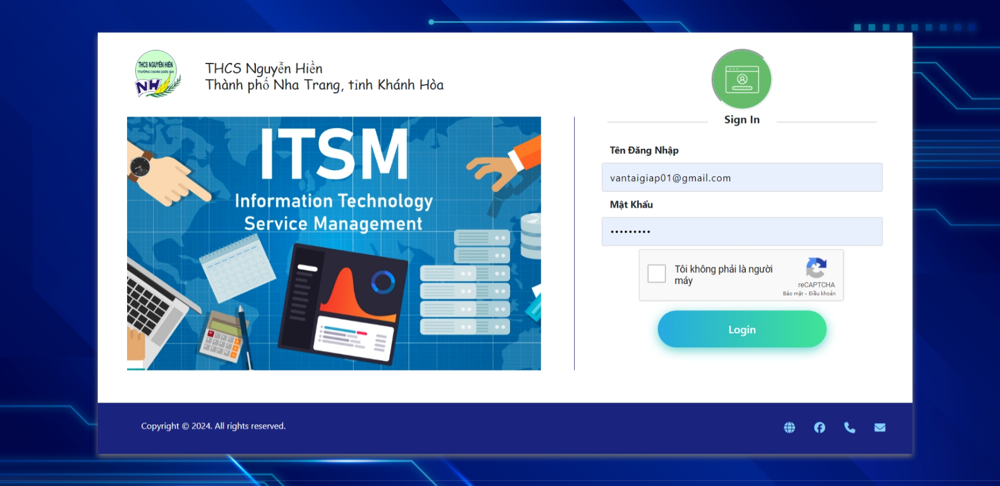 THCS NGUYỄN HIỀN
TRƯỜNG CHUẨN QUỐC GIA
NH
THCS Nguyễn Hiền
Thành phố Nha Trang, tỉnh Khánh Hòa
ITSM
Information Technology
Service Management
Sign In
Tên Đăng Nhập
vantaigiap01@gmail.com
Mật Khẩu
•••••••••
Tôi không phải là người
máy
reCAPTCHA
Bảo mật - Điều khoản
Login
Copyright © 2024. All rights reserved.